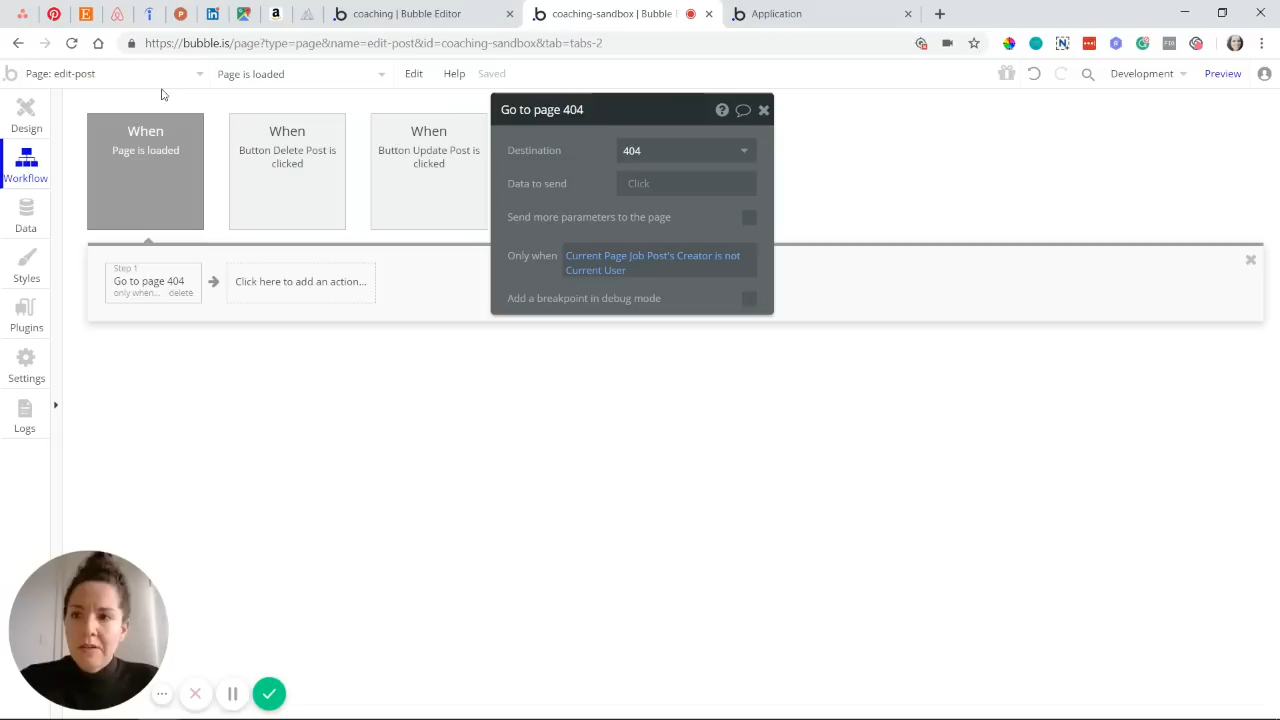 coaching | Bubble Editor
coaching-sandbox | Bubble E
Application
https://bubble.is/page?type=page&name=edit-post&id=coaching-sandbox&tab=tabs-2
Page: edit-post
Page is loaded
Edit
Help
Saved
Development
Preview
Design
Workflow
Data
Styles
Plugins
Settings
Logs
When
Page is loaded
When
Button Delete Post is
clicked
When
Button Update Post is
clicked
Step 1
Go to page 404
only when...
delete
Click here to add an action...
Go to page 404
Destination
404
Data to send
Click
Send more parameters to the page
Only when
Current Page Job Post's Creator is not
Current User
Add a breakpoint in debug mode